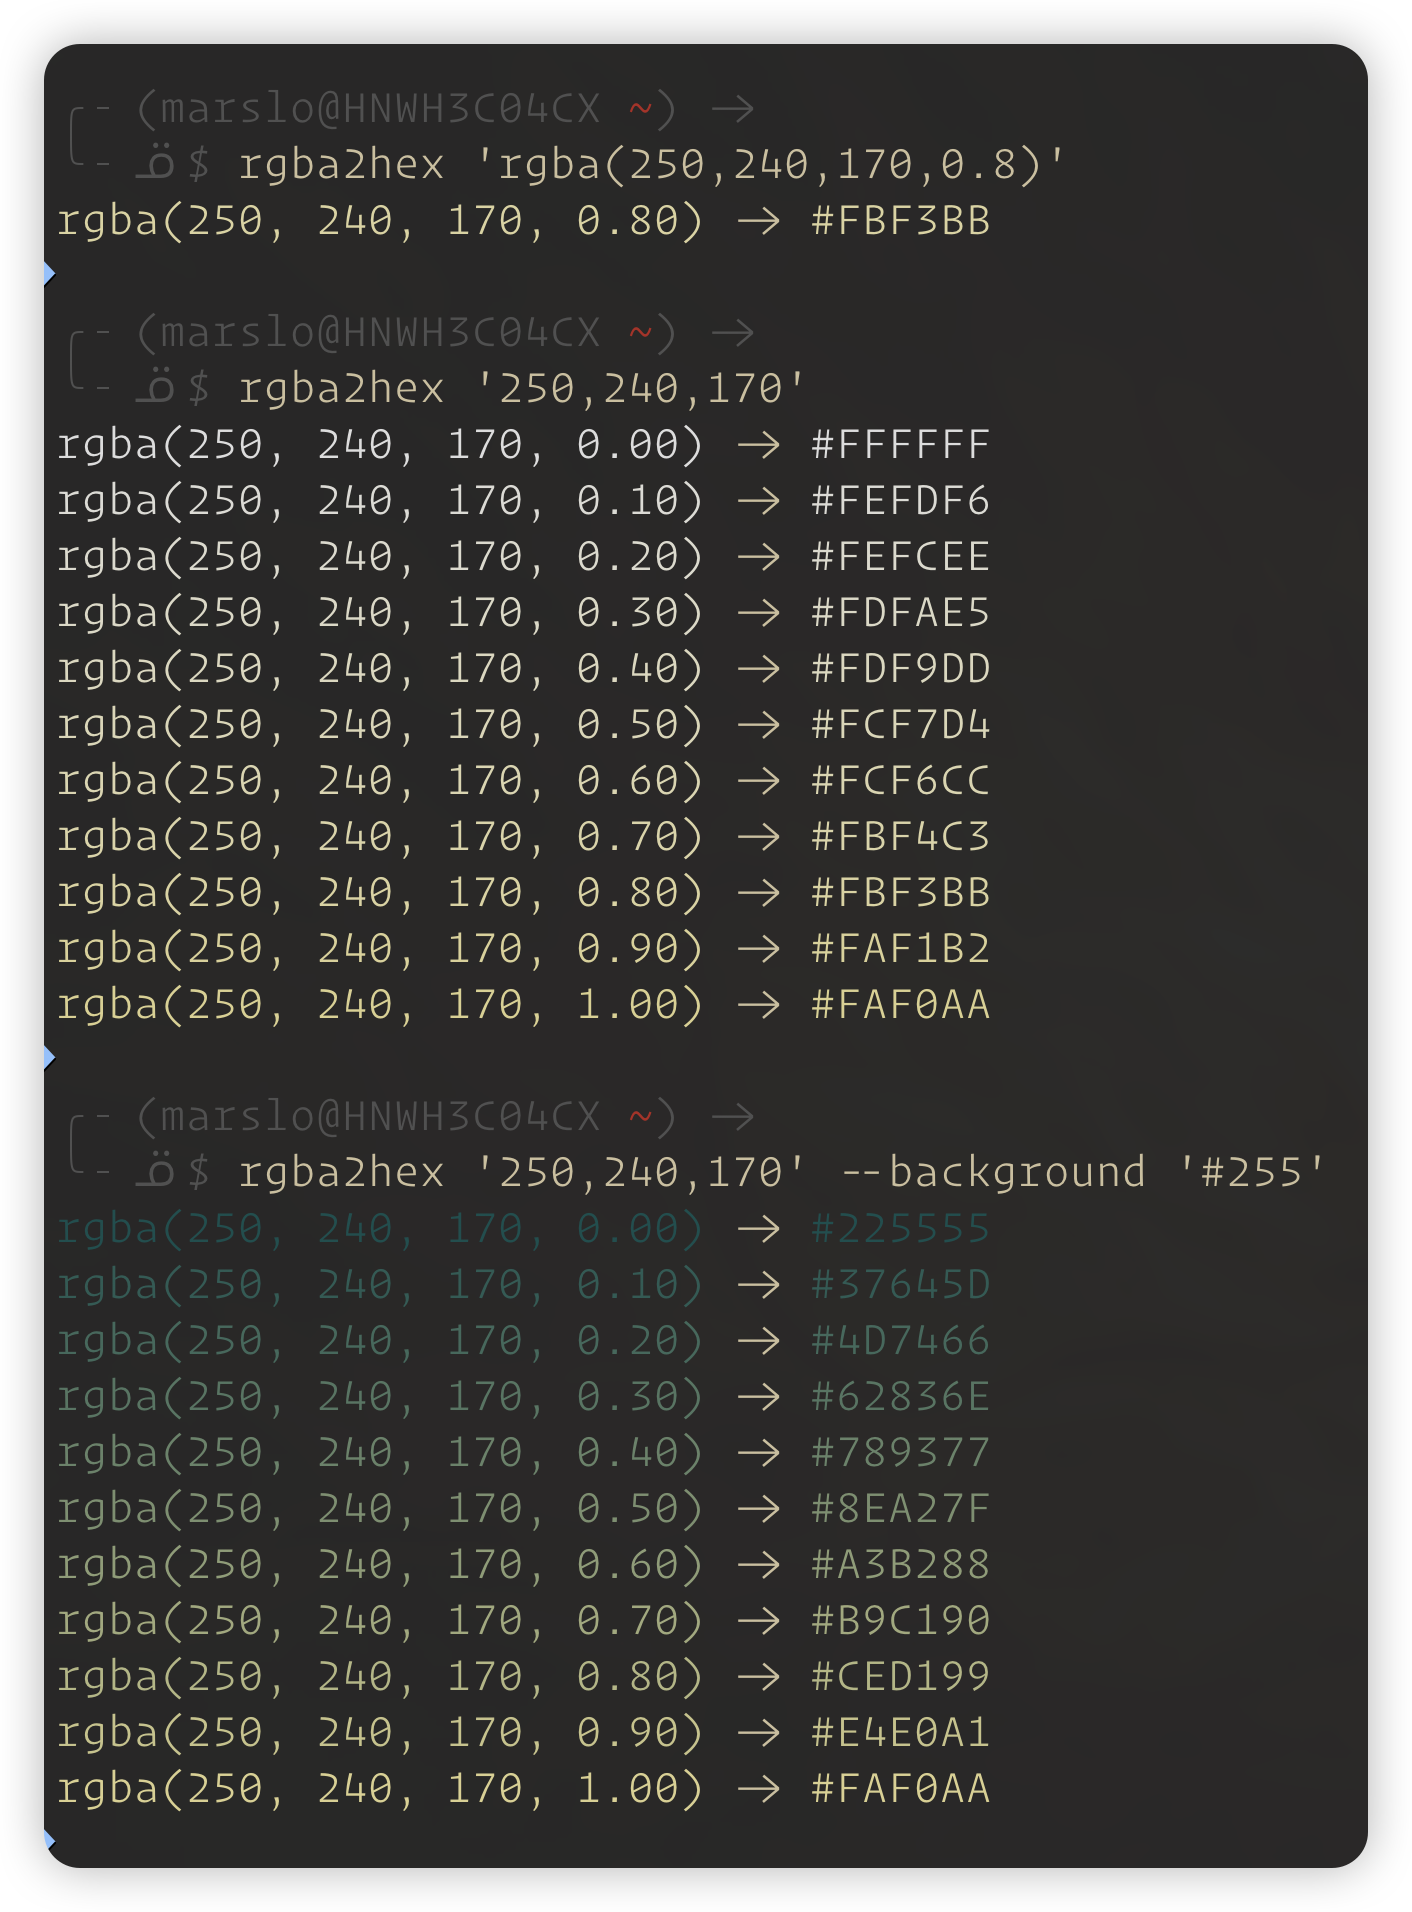 ╭- (marslo@HNWH3C04CX ~) →
╰- ـöـ$ rgba2hex 'rgba(250,240,170,0.8)'
rgba(250, 240, 170, 0.80) → #FBF3BB
╭- (marslo@HNWH3C04CX ~) →
╰- ـöـ$ rgba2hex '250,240,170'
rgba(250, 240, 170, 0.00) → #FFFFFF
rgba(250, 240, 170, 0.10) → #FEFDF6
rgba(250, 240, 170, 0.20) → #FEFCEE
rgba(250, 240, 170, 0.30) → #FDFAE5
rgba(250, 240, 170, 0.40) → #FDF9DD
rgba(250, 240, 170, 0.50) → #FCF7D4
rgba(250, 240, 170, 0.60) → #FCF6CC
rgba(250, 240, 170, 0.70) → #FBF4C3
rgba(250, 240, 170, 0.80) → #FBF3BB
rgba(250, 240, 170, 0.90) → #FAF1B2
rgba(250, 240, 170, 1.00) → #FAF0AA
╭- (marslo@HNWH3C04CX ~) →
╰- ـöـ$ rgba2hex '250,240,170' --background '#255'
rgba(250, 240, 170, 0.00) → #225555
rgba(250, 240, 170, 0.10) → #37645D
rgba(250, 240, 170, 0.20) → #4D7466
rgba(250, 240, 170, 0.30) → #62836E
rgba(250, 240, 170, 0.40) → #789377
rgba(250, 240, 170, 0.50) → #8EA27F
rgba(250, 240, 170, 0.60) → #A3B288
rgba(250, 240, 170, 0.70) → #B9C190
rgba(250, 240, 170, 0.80) → #CED199
rgba(250, 240, 170, 0.90) → #E4E0A1
rgba(250, 240, 170, 1.00) → #FAF0AA